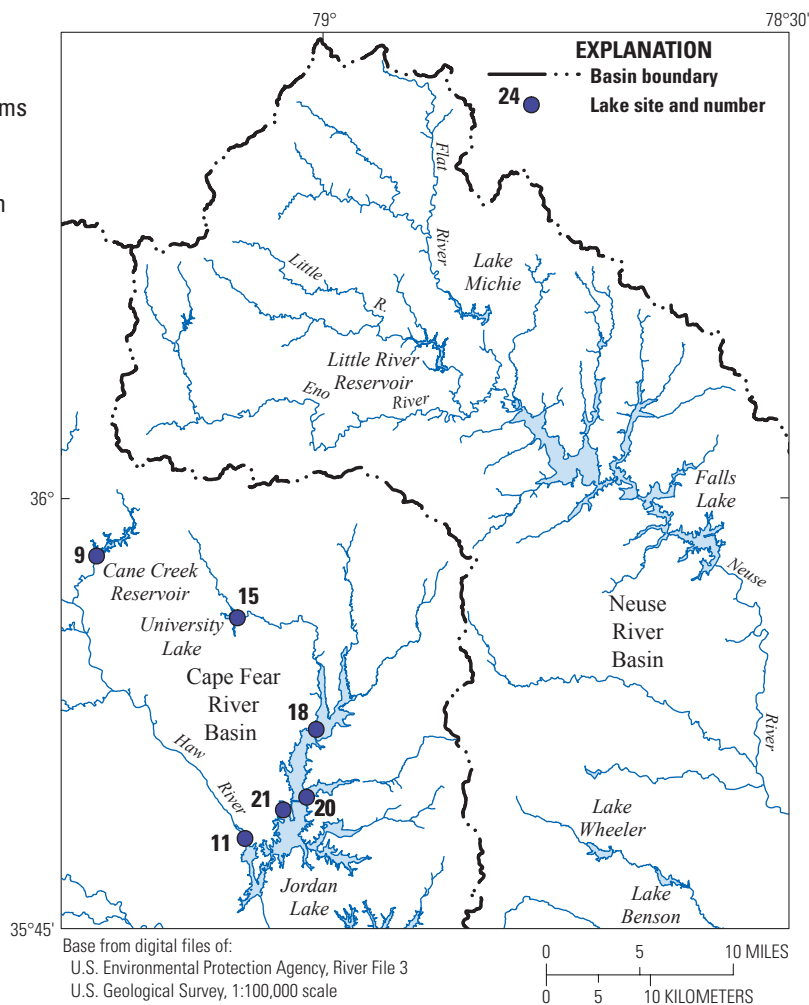 79°
78°30'
EXPLANATION
Basin boundary
24
Lake site and number
ms
n
Flat
River
Lake
Michie
Little
R.
Little River
Reservoir
Eno
River
36°
Falls
Lake
Neuse
9
Cane Creek
Reservoir
15
University
Lake
Neuse
River
Basin
Cape Fear
River
Basin
18
Haw
River
River
21
20
11
Lake
Wheeler
Jordan
Lake
Lake
Benson
35°45'
Base from digital files of:
U.S. Environmental Protection Agency, River File 3
U.S. Geological Survey, 1:100,000 scale
0 5 10 MILES
0 5 10 KILOMETERS